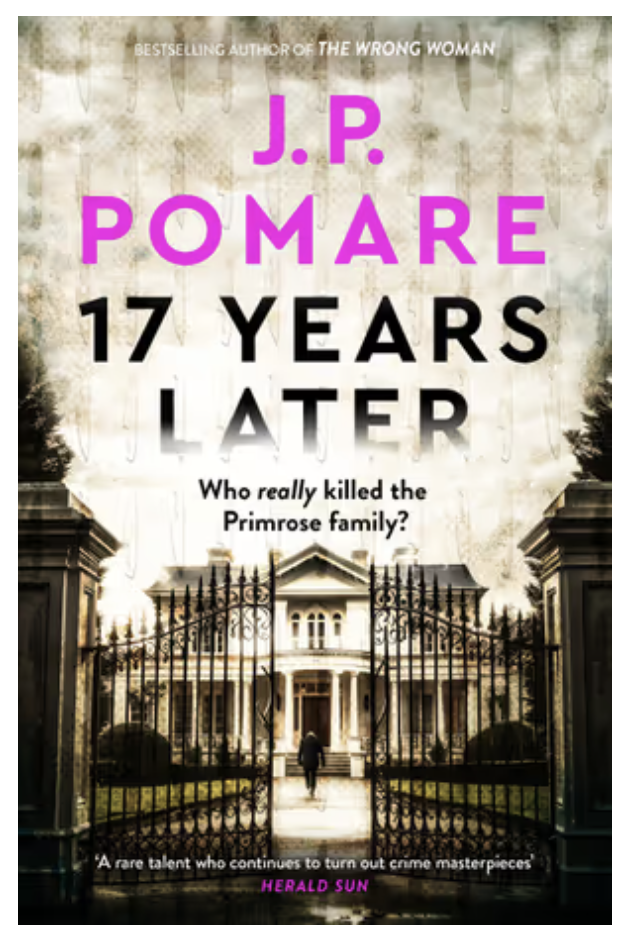 BESTSELLING AUTHOR OF THE WRONG WOMAN
J.P.
POMARE
17 YEARS
LATER
Who really killed the
Primrose family?
'A rare talent who continues to turn out crime masterpieces'
HERALD SUN